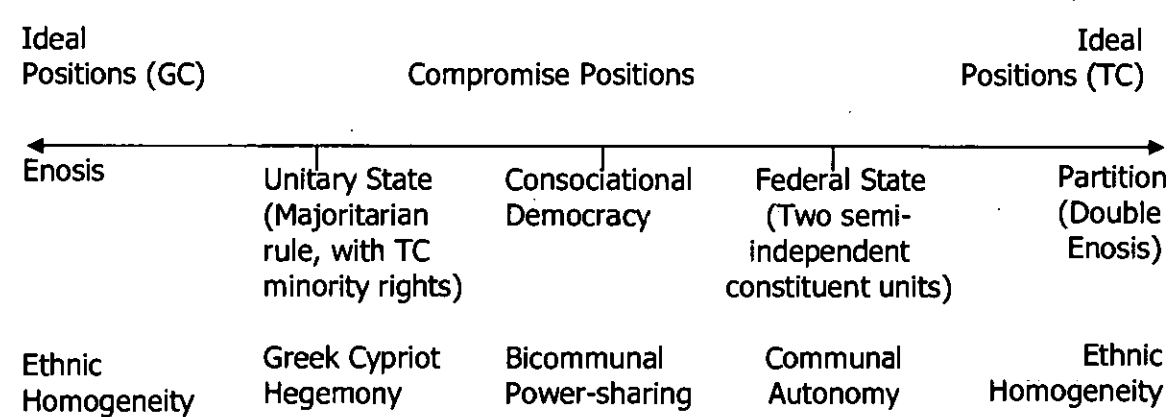 Ideal
Positions (GC)
Compromise Positions
Ideal
Positions (TC)
Enosis
Unitary State
(Majoritarian
rule, with TC
minority rights)
Consociational
Democracy
Federal State
(Two semi-
independent
constituent units)
Partition
(Double
Enosis)
Ethnic
Homogeneity
Greek Cypriot
Hegemony
Bicommunal
Power-sharing
Communal
Autonomy
Ethnic
Homogeneity